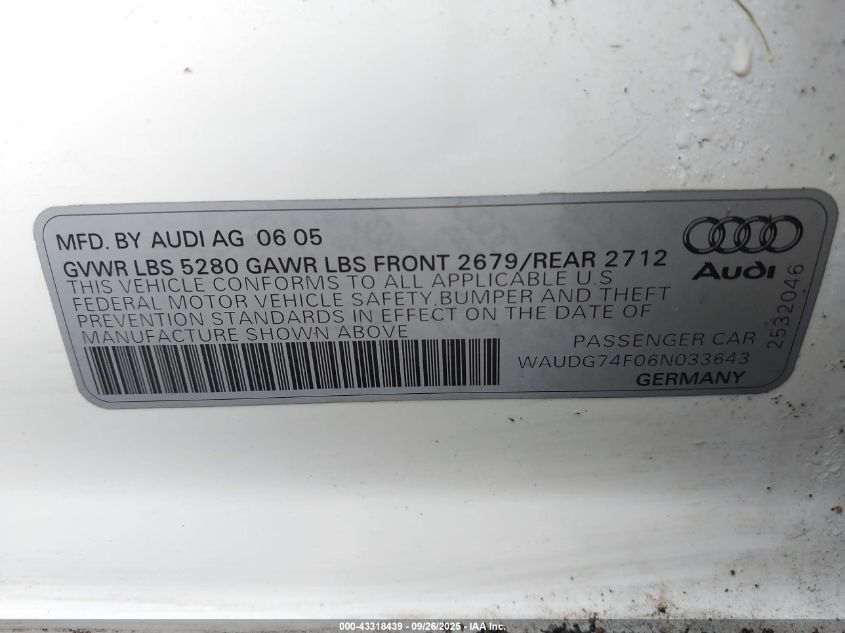 MFD. BY AUDI AG 06 05
GVWR LBS 5280 GAWR LBS FRONT 2679/REAR 2712
THIS VEHICLE CONFORMS TO ALL APPLICABLE U.S
FEDERAL MOTOR VEHICLE SAFETY, BUMPER AND THEFT
PREVENTION STANDARDS IN EFFECT ON THE DATE OF
MANUFACTURE SHOWN ABOVE
Audi
2532046
PASSENGER CAR
WAUDG74F06N033643
GERMANY
000-43318439 - 09/26/2025 - IAA Inc.